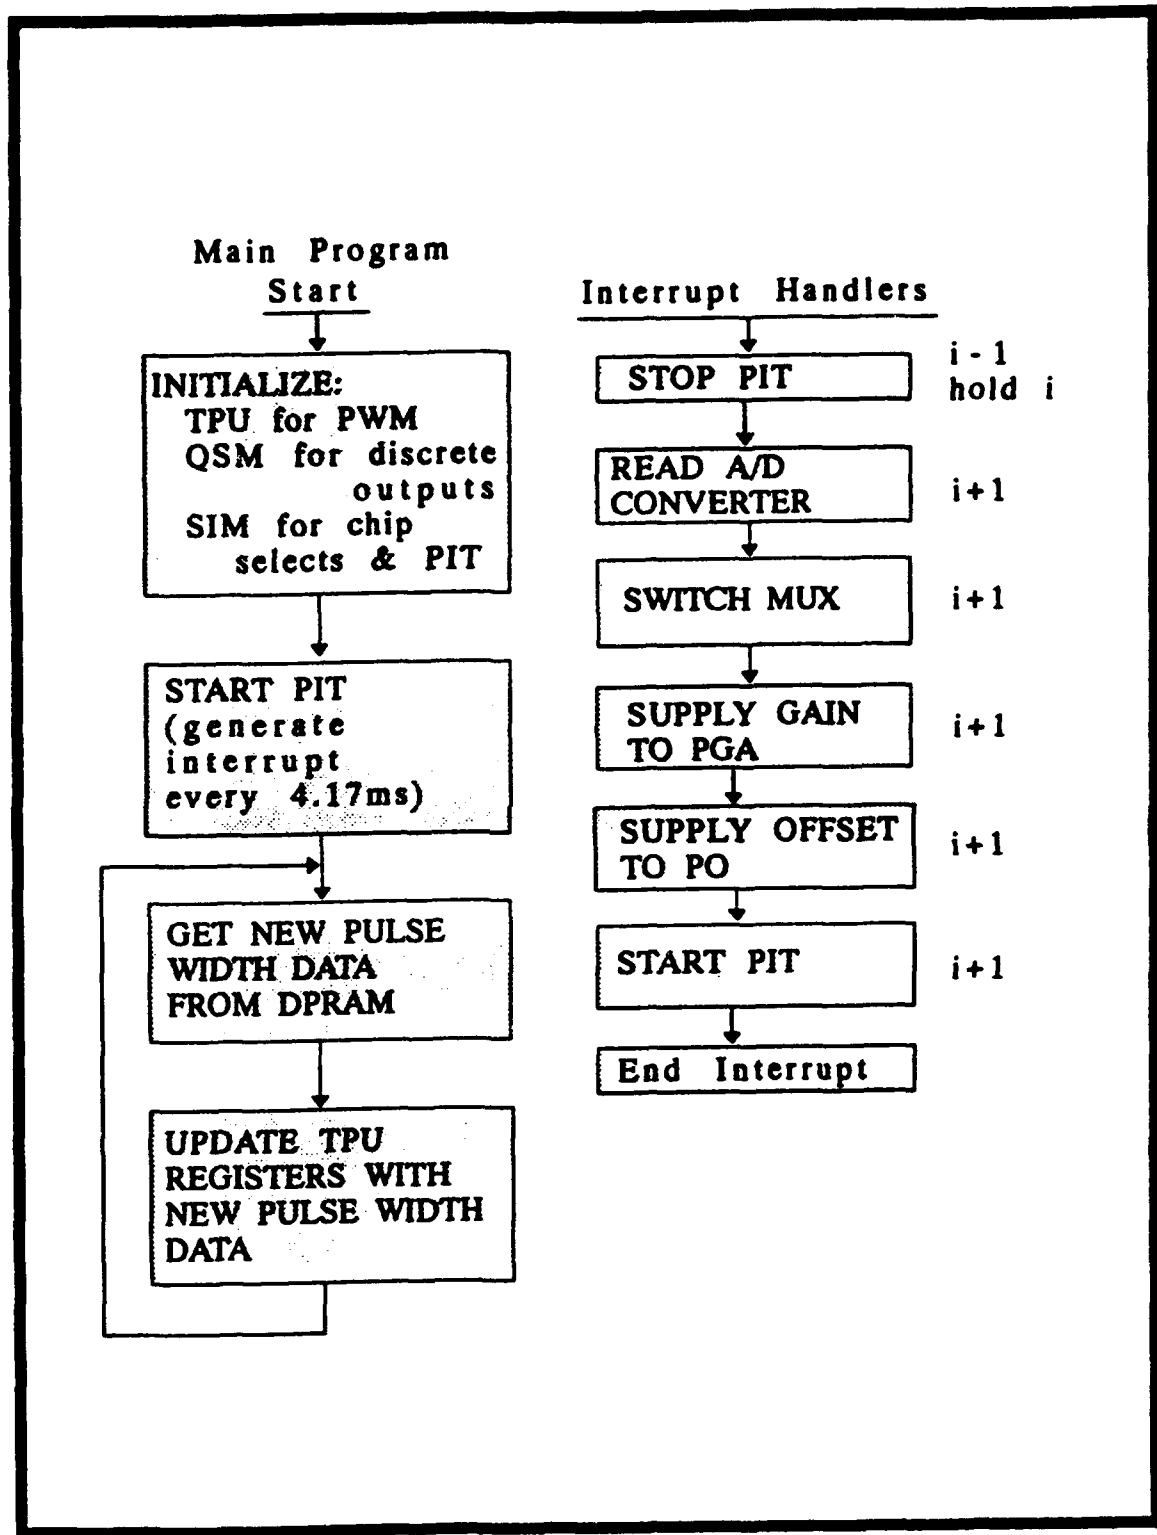 Main Program
Start
INITIALIZE:
TPU for PWM
QSM for discrete
outputs
SIM for chip
selects & PIT
START PIT
(generate
interrupt
every 4.17ms)
GET NEW PULSE
WIDTH DATA
FROM DPRAM
UPDATE TPU
REGISTERS WITH
NEW PULSE WIDTH
DATA
Interrupt Handlers
STOP PIT
i - 1
hold i
READ A/D
CONVERTER
i+1
SWITCH MUX
i+1
SUPPLY GAIN
TO PGA
i+1
SUPPLY OFFSET
TO PO
i+1
START PIT
i+1
End Interrupt